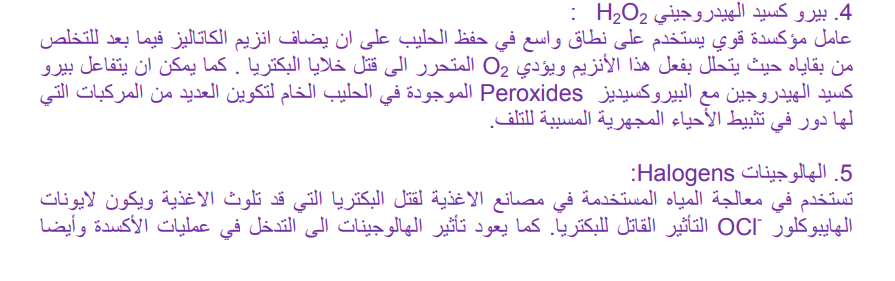 4. بيرو كسيد الهيدروجيني H₂O₂ :
عامل مؤكسدة قوي يستخدم على نطاق واسع في حفظ الحليب على ان يضاف انزيم الكاتاليز فيما بعد للتخلص
من بقاياه حيث يتحلل بفعل هذا الأنزيم ويؤدي O₂ المتحرر الى قتل خلايا البكتريا . كما يمكن ان يتفاعل بيرو
كسيد الهيدروجين مع البيروكسيديز Peroxides الموجودة في الحليب الخام لتكوين العديد من المركبات التي
لها دور في تثبيط الأحياء المجهرية المسببة للتلف.
5. الهالوجينات Halogens:
تستخدم في معالجة المياه المستخدمة في مصانع الاغذية لقتل البكتريا التي قد تلوث الاغذية ويكون لايونات
الهايبوكلور OCl⁻ التأثير القاتل للبكتريا. كما يعود تأثير الهالوجينات الى التدخل في عمليات الأكسدة وأيضا